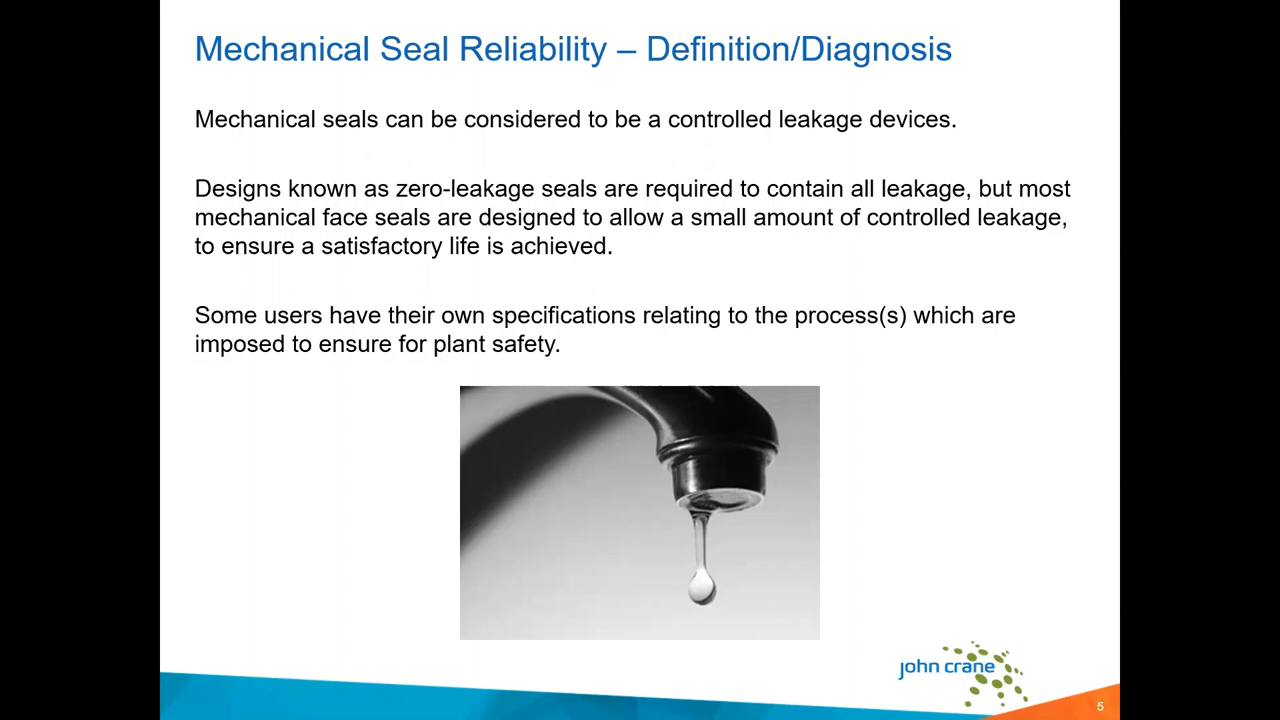 Mechanical Seal Reliability – Definition/Diagnosis
Mechanical seals can be considered to be a controlled leakage devices.
Designs known as zero-leakage seals are required to contain all leakage, but most
mechanical face seals are designed to allow a small amount of controlled leakage,
to ensure a satisfactory life is achieved.
Some users have their own specifications relating to the process(s) which are
imposed to ensure for plant safety.
john crane
5